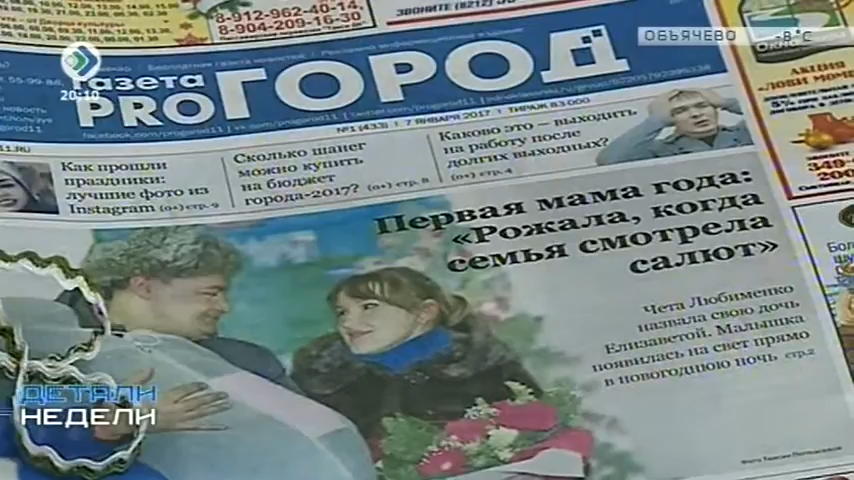 8-912-962-40-14
8-904-209-16-30
ЗВОНИТЕ
ОБЪЯЧЕВО -8°C
20:10
Газета
PROГОРОД
facebook.com/progorod11
№1 (433) | 7 ЯНВАРЯ 2017 • ТИРАЖ 83 000
Как прошли
праздники:
лучшие фото из
Instagram (0+) стр. 9
Сколько шанег
можно купить
на бюджет
города-2017? (0+) стр. 8
Каково это – выходить
на работу после
долгих выходных?
(0+) стр. 4
АКЦИЯ
Первая мама года:
«Рожала, когда
семья смотрела
салют»
Чета Любименко
назвала свою дочь
Елизаветой. Малышка
появилась на свет прямо
в новогоднюю ночь стр.2
ДЕТАЛИ
НЕДЕЛИ